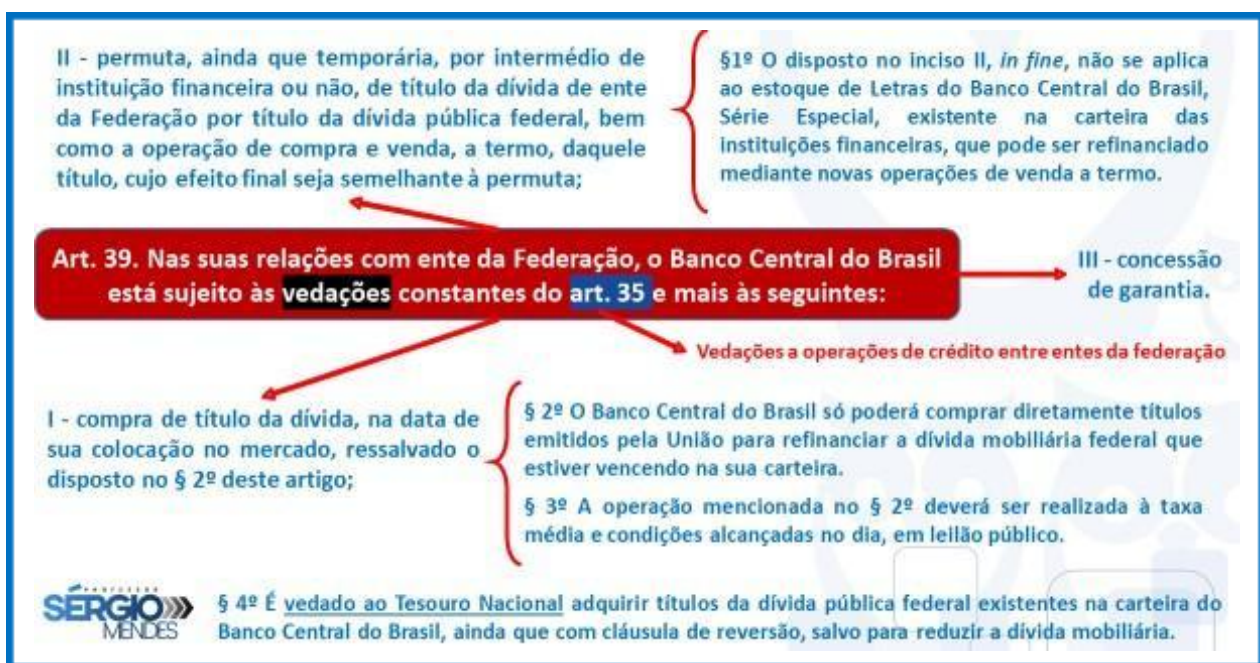 II - permuta, ainda que temporária, por intermédio de
instituição financeira ou não, de título da dívida de ente
da Federação por título da dívida pública federal, bem
como a operação de compra e venda, a termo, daquele
título, cujo efeito final seja semelhante à permuta;
§1º O disposto no inciso II, in fine, não se aplica
ao estoque de Letras do Banco Central do Brasil,
Série Especial, existente na carteira das
instituições financeiras, que pode ser refinanciado
mediante novas operações de venda a termo.
Art. 39. Nas suas relações com ente da Federação, o Banco Central do Brasil
está sujeito às vedações constantes do art. 35 e mais às seguintes:
III - concessão
de garantia.
Vedações a operações de crédito entre entes da federação
I - compra de título da dívida, na data de
sua colocação no mercado, ressalvado o
disposto no § 2º deste artigo;
§ 2º O Banco Central do Brasil só poderá comprar diretamente títulos
emitidos pela União para refinanciar a dívida mobiliária federal que
estiver vencendo na sua carteira.
§ 3º A operação mencionada no § 2º deverá ser realizada à taxa
média e condições alcançadas no dia, em leilão público.
PROFESSOR
SÉRGIO
MENDES
§ 4º É vedado ao Tesouro Nacional adquirir títulos da dívida pública federal existentes na carteira do
Banco Central do Brasil, ainda que com cláusula de reversão, salvo para reduzir a dívida mobiliária.